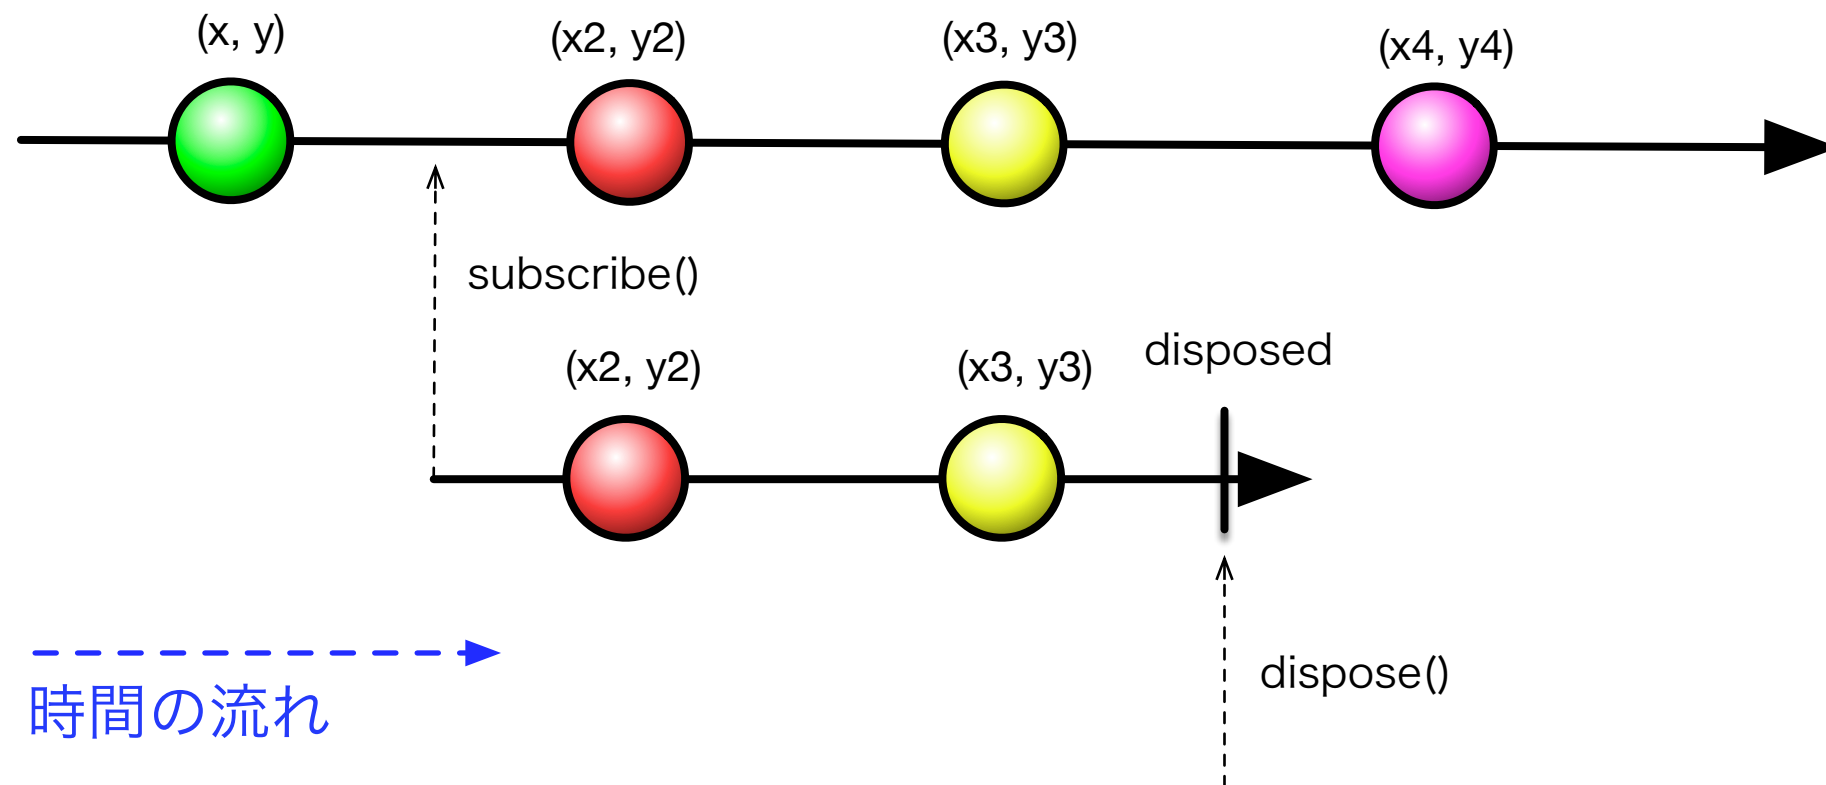 (x, y)
(x2, y2)
(x3, y3)
(x4, y4)
subscribe()
(x2, y2)
(x3, y3)
disposed
dispose()
時間の流れ